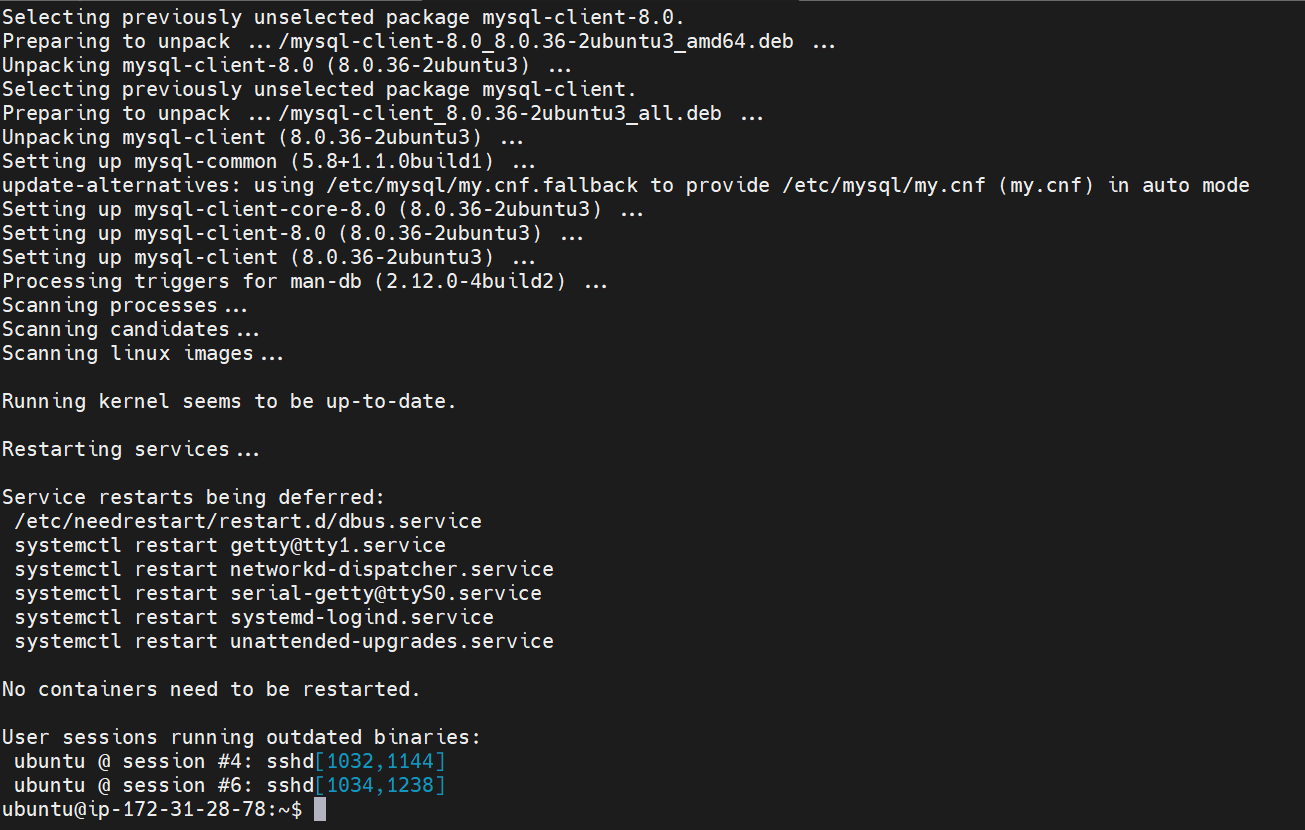 Selecting previously unselected package mysql-client-8.0.
Preparing to unpack .../mysql-client-8.0_8.0.36-2ubuntu3_amd64.deb ...
Unpacking mysql-client-8.0 (8.0.36-2ubuntu3) ...
Selecting previously unselected package mysql-client.
Preparing to unpack .../mysql-client_8.0.36-2ubuntu3_all.deb ...
Unpacking mysql-client (8.0.36-2ubuntu3) ...
Setting up mysql-common (5.8+1.1.0build1) ...
update-alternatives: using /etc/mysql/my.cnf.fallback to provide /etc/mysql/my.cnf (my.cnf) in auto mode
Setting up mysql-client-core-8.0 (8.0.36-2ubuntu3) ...
Setting up mysql-client-8.0 (8.0.36-2ubuntu3) ...
Setting up mysql-client (8.0.36-2ubuntu3) ...
Processing triggers for man-db (2.12.0-4build2) ...
Scanning processes...
Scanning candidates...
Scanning linux images...

Running kernel seems to be up-to-date.

Restarting services...

Service restarts being deferred:
 /etc/needrestart/restart.d/dbus.service
 systemctl restart getty@tty1.service
 systemctl restart networkd-dispatcher.service
 systemctl restart serial-getty@ttyS0.service
 systemctl restart systemd-logind.service
 systemctl restart unattended-upgrades.service

No containers need to be restarted.

User sessions running outdated binaries:
 ubuntu @ session #4: sshd[1032,1144]
 ubuntu @ session #6: sshd[1034,1238]
ubuntu@ip-172-31-28-78:~$